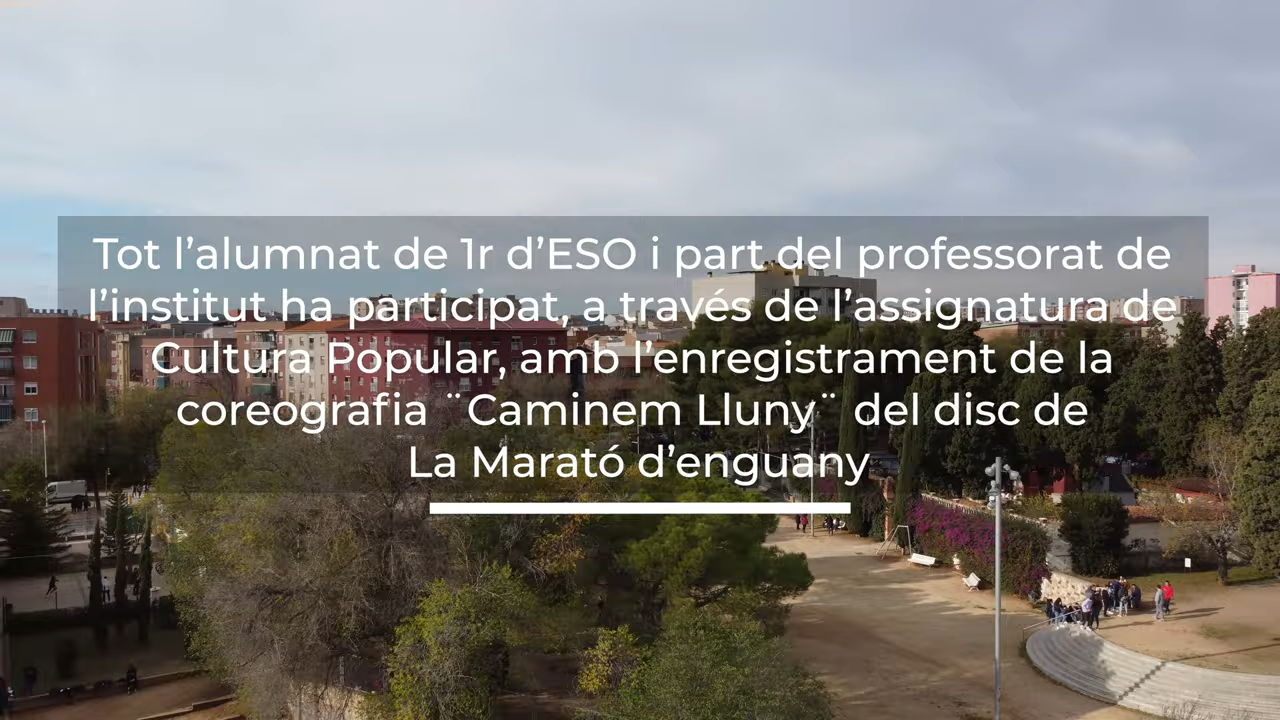 Tot l’alumnat de 1r d’ESO i part del professorat de
l’institut ha participat, a través de l’assignatura de
Cultura Popular, amb l’enregistrament de la
coreografia ¨Caminem Lluny¨ del disc de
La Marató d’enguany